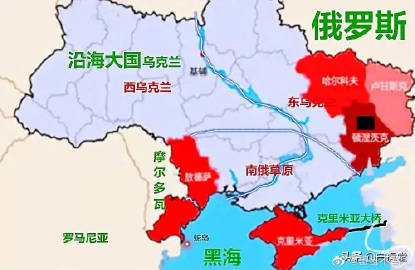 俄罗斯
沿海大国乌克兰
西乌克兰
基辅
哈尔科夫
卢甘斯克
东乌克兰
顿涅茨克
摩尔多瓦
敖德萨
南俄草原
克里米亚大桥
罗马尼亚
蛇岛
黑海
克里米亚